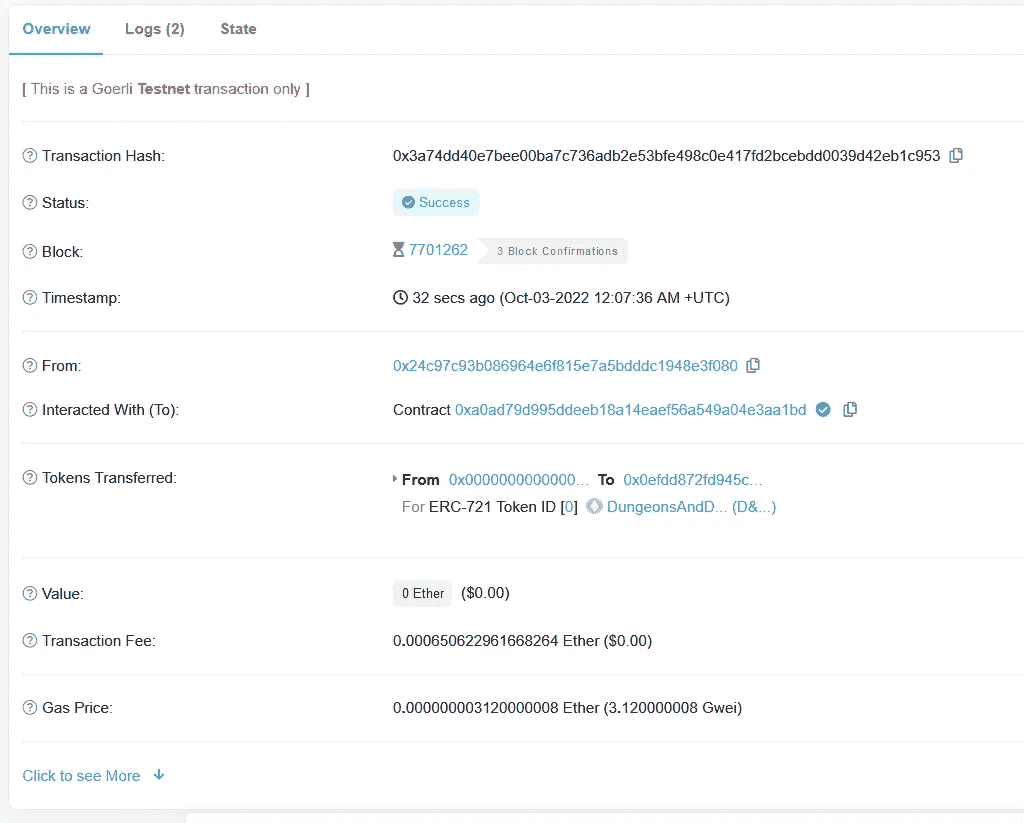 Overview Logs (2) State
[ This is a Goerli Testnet transaction only ]
Transaction Hash: 0x3a74dd40e7bee00ba7c736adb2e53bfe498c0e417fd2bcebdd0039d42eb1c953
Status: Success
Block: 7701262 3 Block Confirmations
Timestamp: 32 secs ago (Oct-03-2022 12:07:36 AM +UTC)
From: 0x24c97c93b086964e6f815e7a5bdddc1948e3f080
Interacted With (To): Contract 0xa0ad79d995ddeeb18a14eaef56a549a04e3aa1bd
Tokens Transferred: From 0x0000000000000... To 0x0efdd872fd945c...
For ERC-721 Token ID [0] DungeonsAndD... (D&...)
Value: 0 Ether ($0.00)
Transaction Fee: 0.000650622961668264 Ether ($0.00)
Gas Price: 0.000000003120000008 Ether (3.120000008 Gwei)
Click to see More